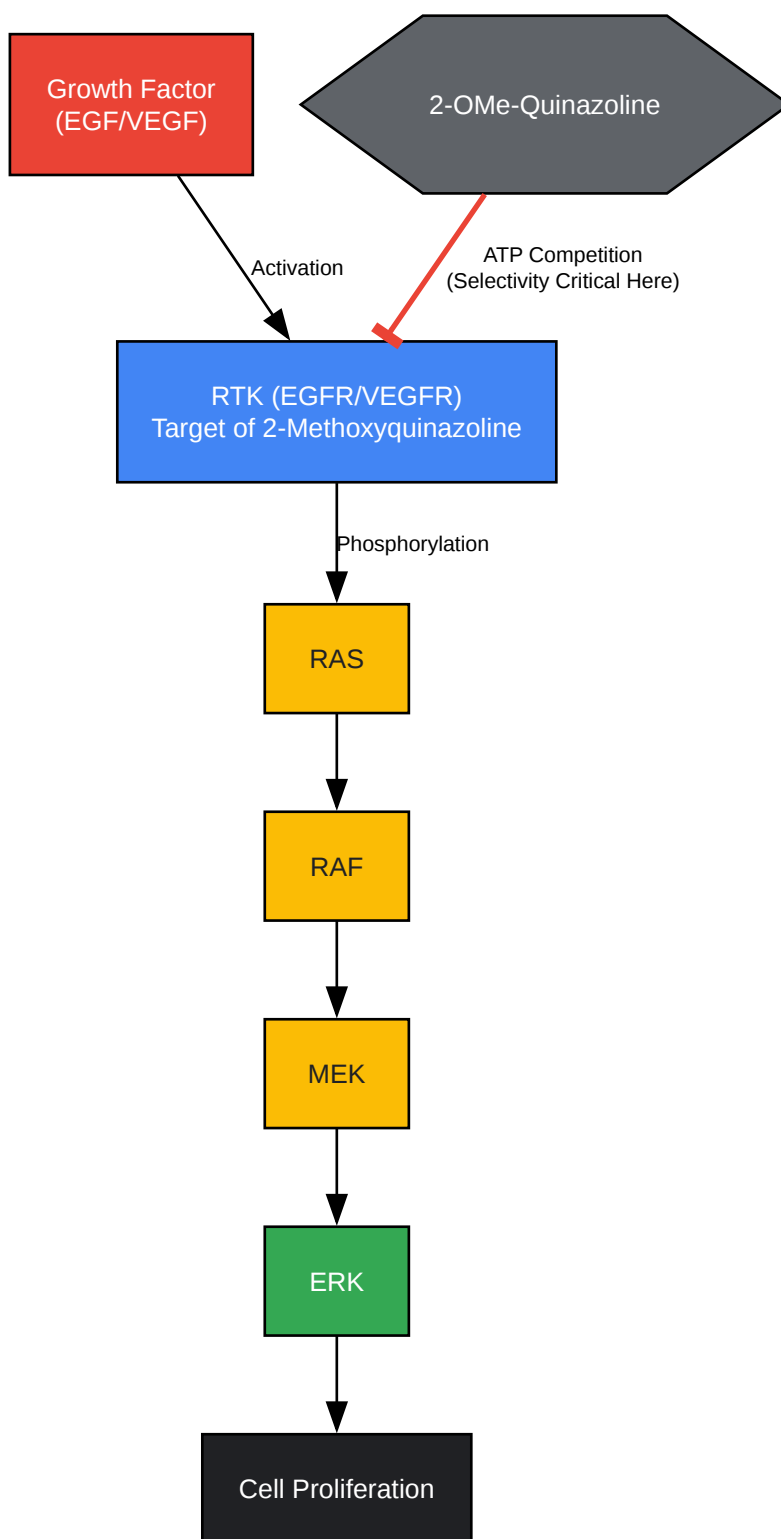 Growth Factor
(EGF/VEGF)
2-OMe-Quinazoline
Activation
ATP Competition
(Selectivity Critical Here)
RTK (EGFR/VEGFR)
Target of 2-Methoxyquinazoline
Phosphorylation
RAS
RAF
MEK
ERK
Cell Proliferation